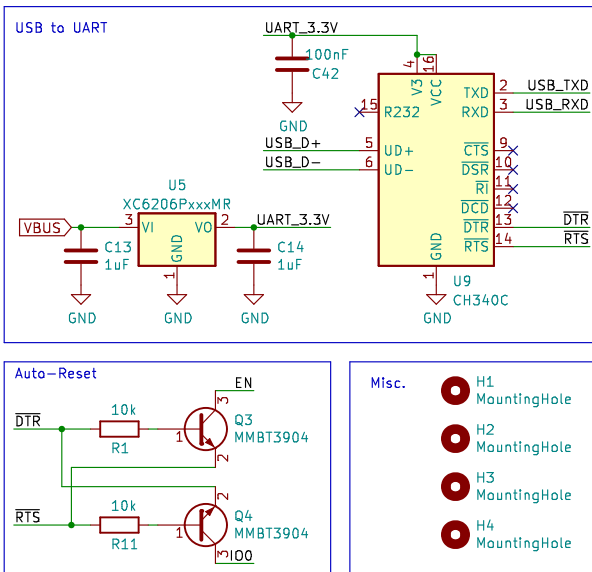 USB to UART
UART_3.3V
100nF
C42
GND
4
16
V3
VCC
15
R232
TXD
2
USB_TXD
RXD
3
USB_RXD
USB_D+
5
UD+
USB_D-
6
UD-
CTS
9
DSR
10
RI
11
DCD
12
DTR
13
DTR
RTS
14
RTS
GND
1
U9
CH340C
GND
U5
XC6206PxxxMR
VBUS
3
VI
VO
2
UART_3.3V
GND
1
C13
1uF
C14
1uF
GND
GND
GND
Auto-Reset
EN
3
DTR
10k
R1
1
Q3
MMBT3904
2
2
RTS
10k
R11
1
Q4
MMBT3904
3
IO0
Misc.
H1
MountingHole
H2
MountingHole
H3
MountingHole
H4
MountingHole